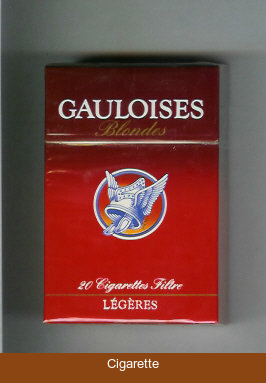 GAULOISES
Blondes
20 Cigarettes Filtre
LÉGÈRES
Cigarette